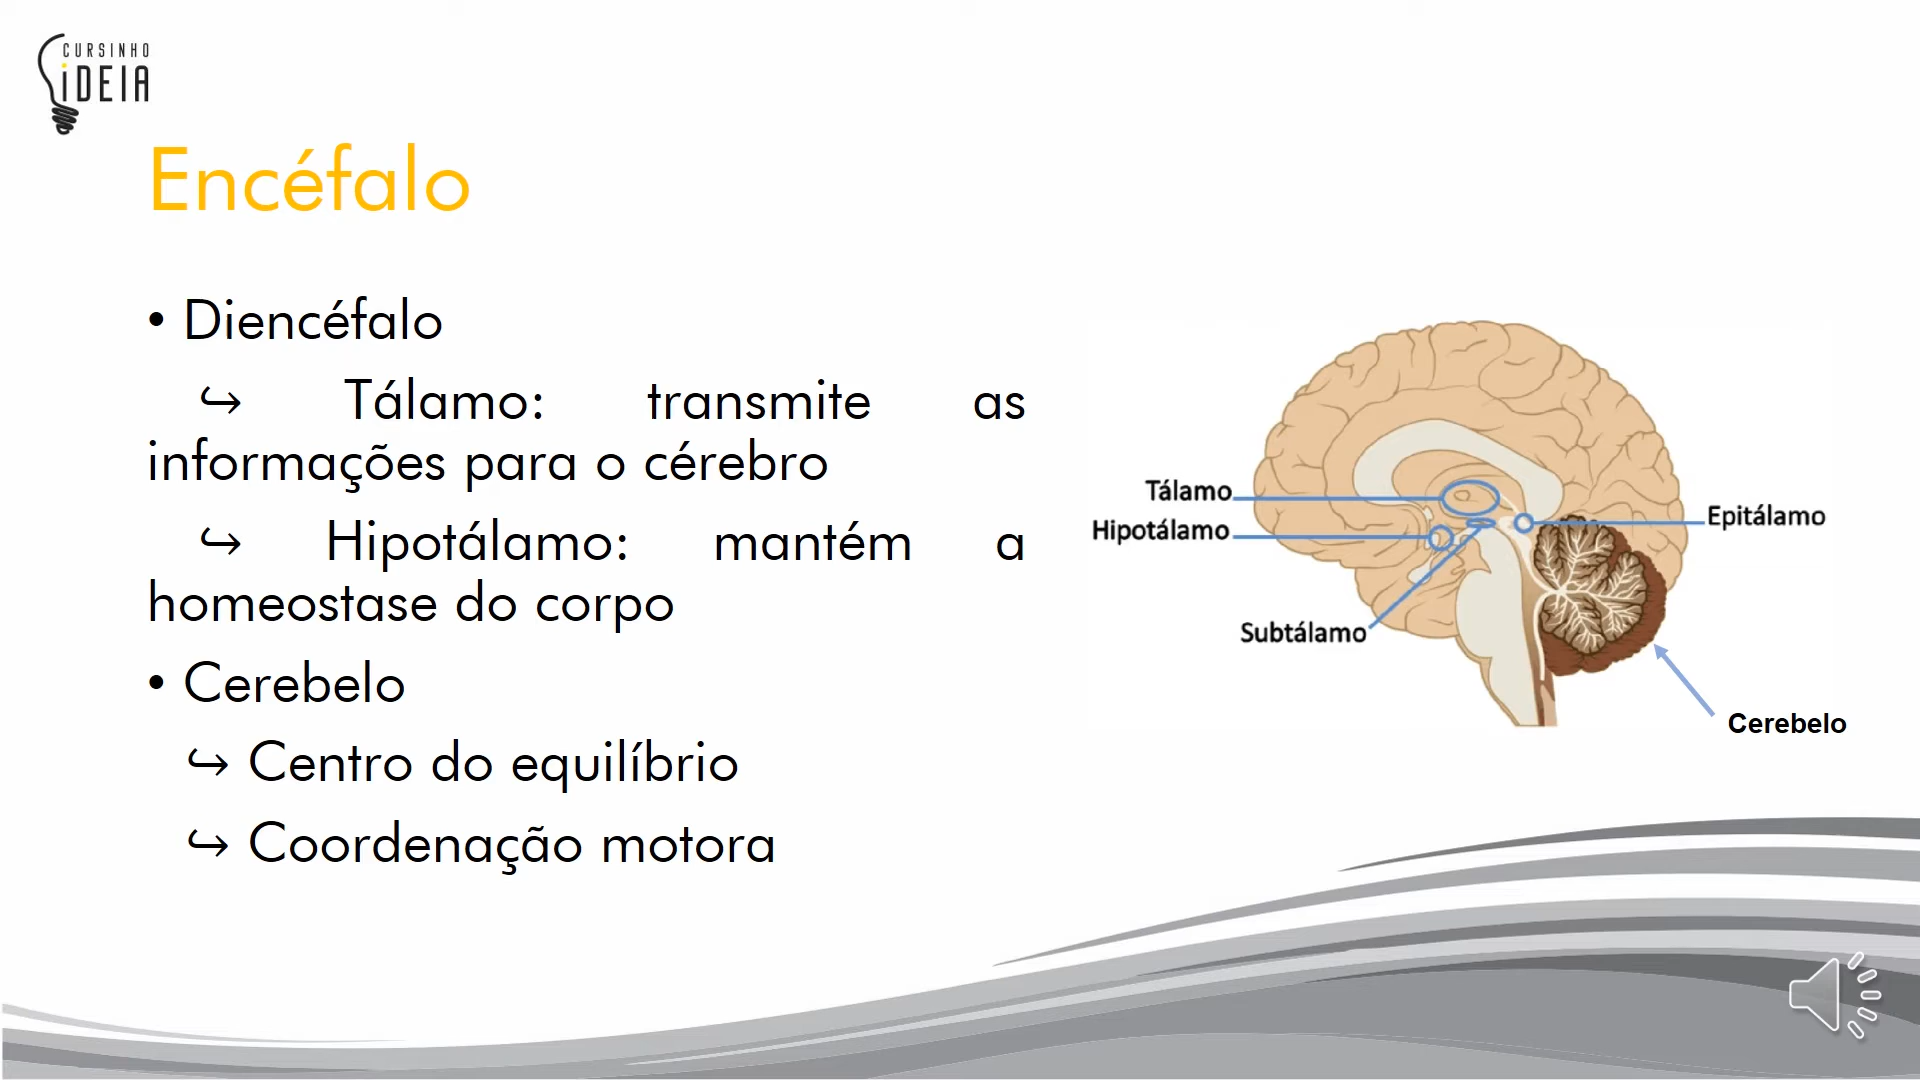 CURSINHO
iDEIA
Encéfalo
• Diencéfalo
↪ Tálamo: transmite as
informações para o cérebro
↪ Hipotálamo: mantém a
homeostase do corpo
• Cerebelo
↪ Centro do equilíbrio
↪ Coordenação motora
Tálamo
Hipotálamo
Epitálamo
Subtálamo
Cerebelo